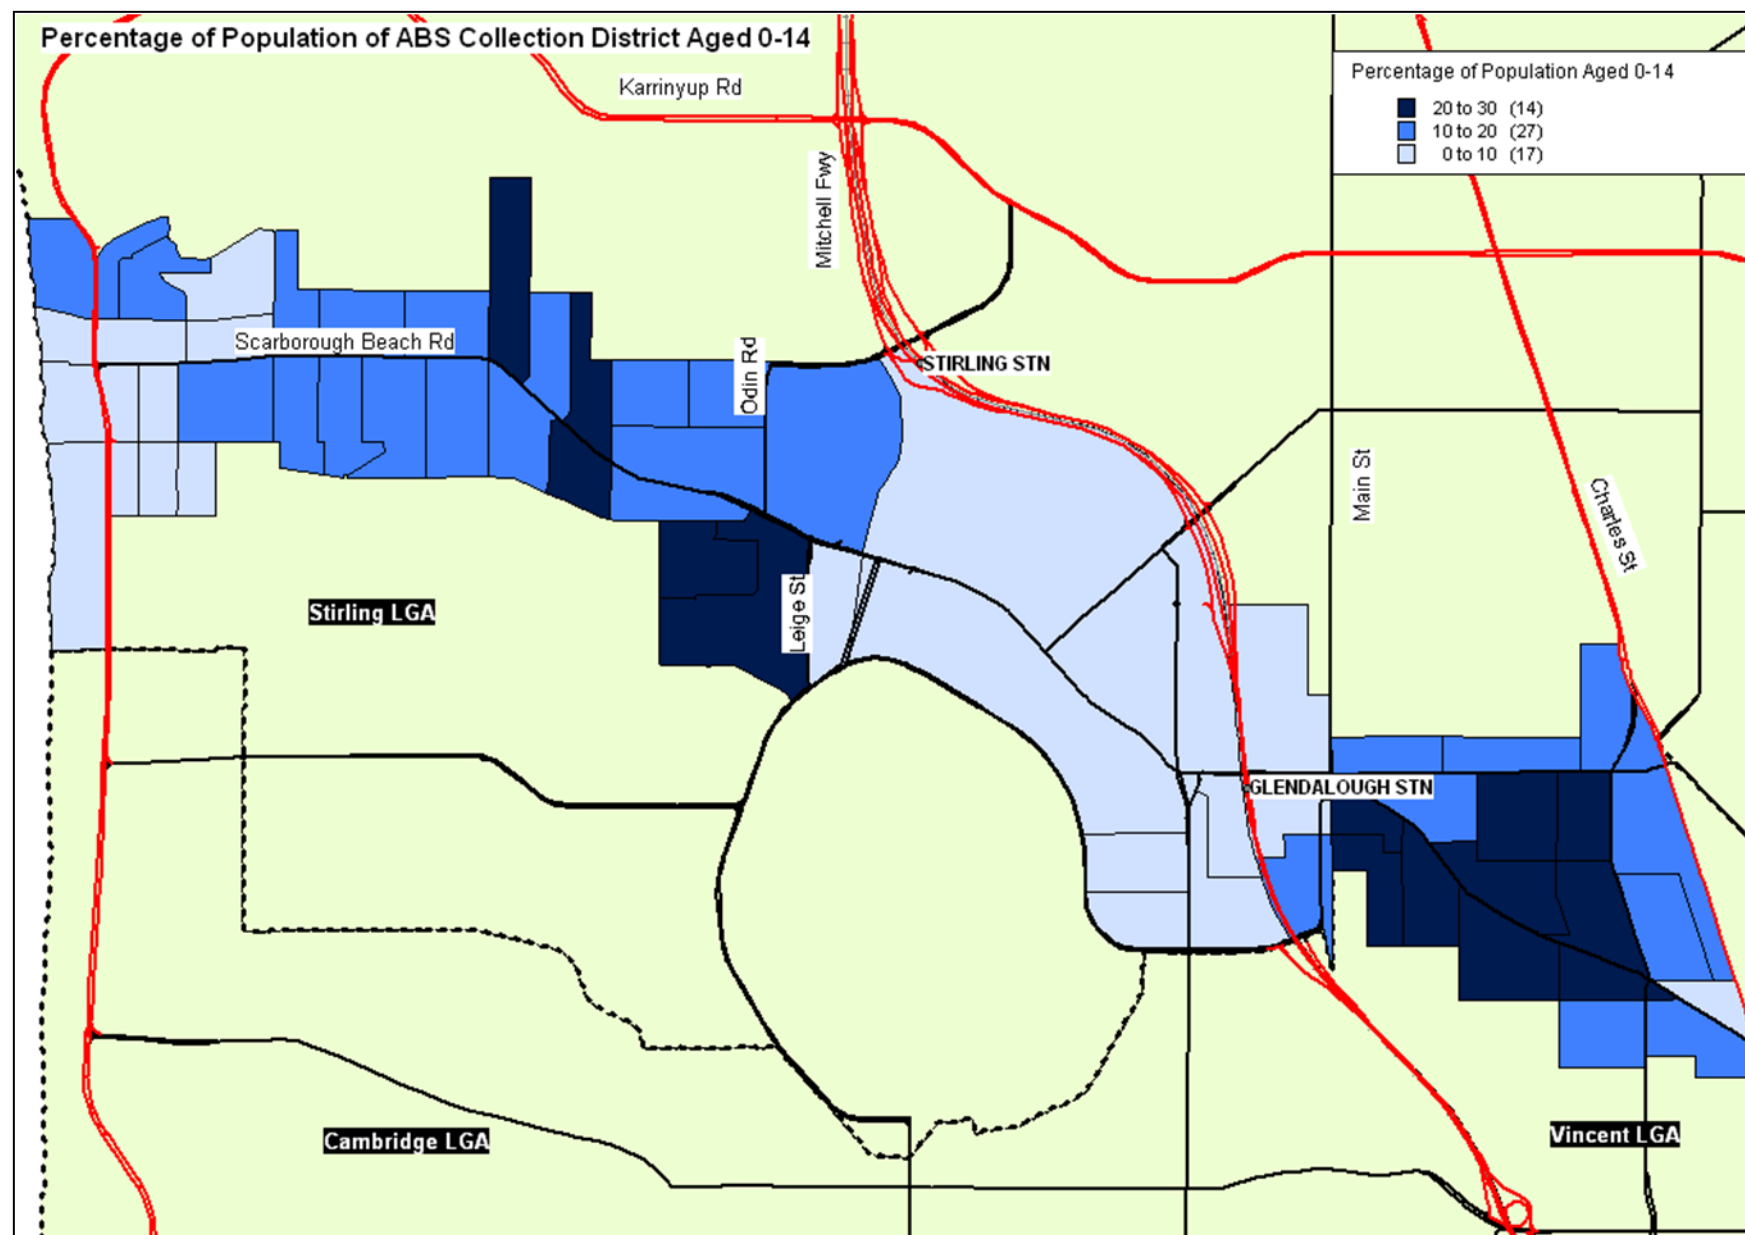 Percentage of Population of ABS Collection District Aged 0-14
Karrinyup Rd
Percentage of Population Aged 0-14
20 to 30 (14)
10 to 20 (27)
0 to 10 (17)
Mitchell Fwy
Scarborough Beach Rd
Odin Rd
STIRLING STN
Main St
Charles St
Leige St
Stirling LGA
GLENDALOUGH STN
Cambridge LGA
Vincent LGA